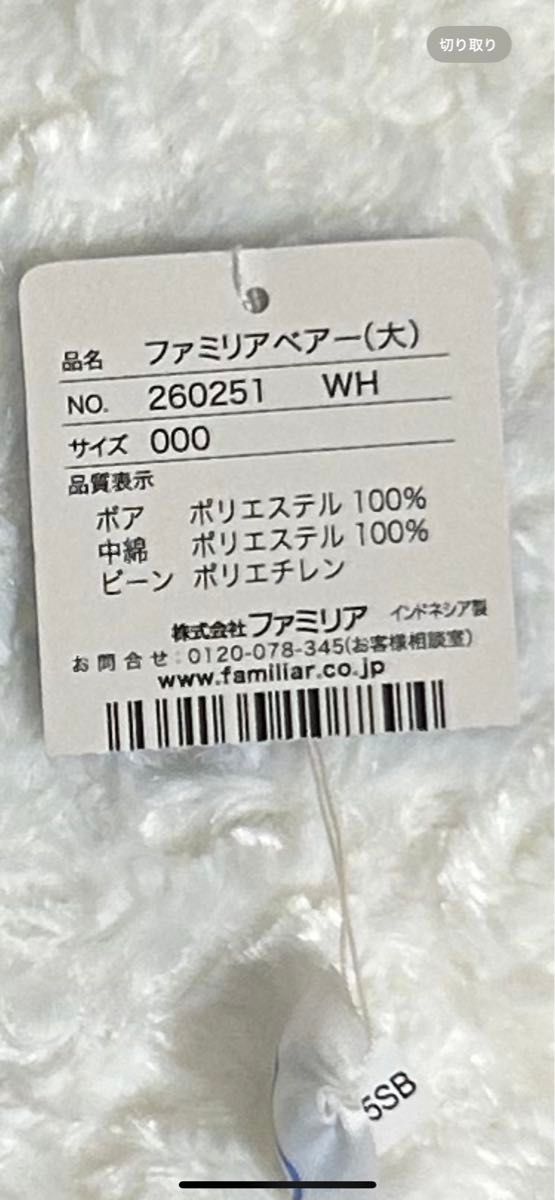 切り取り
品名 ファミリアベアー(大)
NO. 260251 WH
サイズ 000
品質表示
ボア ポリエステル 100%
中綿 ポリエステル 100%
ビーン ポリエチレン
株式会社ファミリア インドネシア製
お問合せ:0120-078-345(お客様相談室)
www.familiar.co.jp
5SB